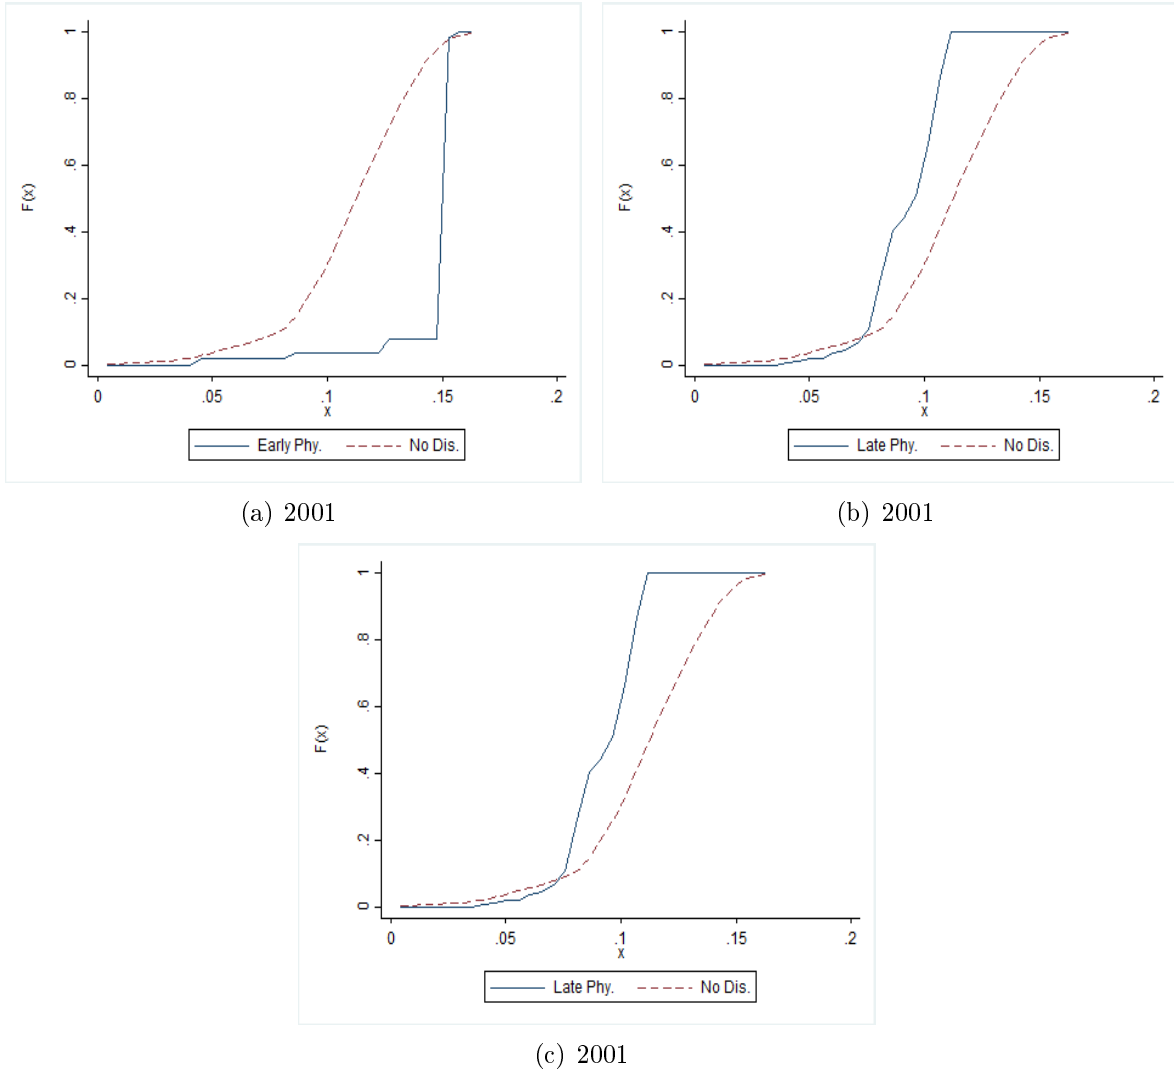 F(x)
1
.8
.6
.4
.2
0
0 .05 .1 .15 .2
x
Early Phy. No Dis.
(a) 2001
F(x)
1
.8
.6
.4
.2
0
0 .05 .1 .15 .2
x
Late Phy. No Dis.
(b) 2001
F(x)
1
.8
.6
.4
.2
0
0 .05 .1 .15 .2
x
Late Phy. No Dis.
(c) 2001